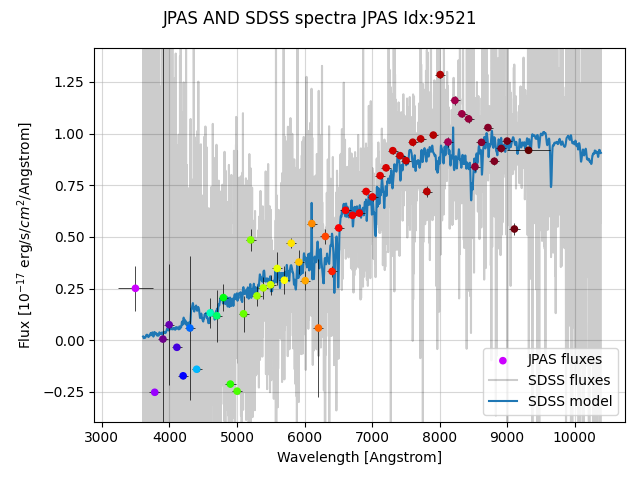 JPAS AND SDSS spectra JPAS Idx:9521
Flux [10⁻¹⁷ erg/s/cm²/Angstrom]
1.25
1.00
0.75
0.50
0.25
0.00
−0.25
JPAS fluxes
SDSS fluxes
SDSS model
3000 4000 5000 6000 7000 8000 9000 10000
Wavelength [Angstrom]